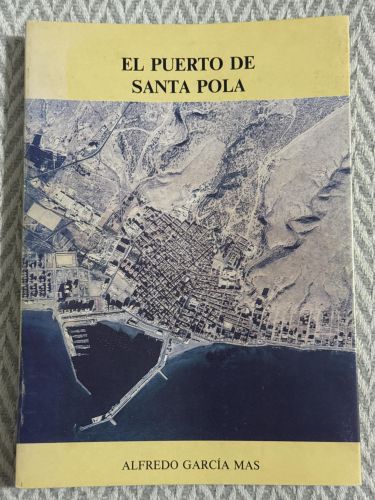 EL PUERTO DE
SANTA POLA
ALFREDO GARCÍA MAS